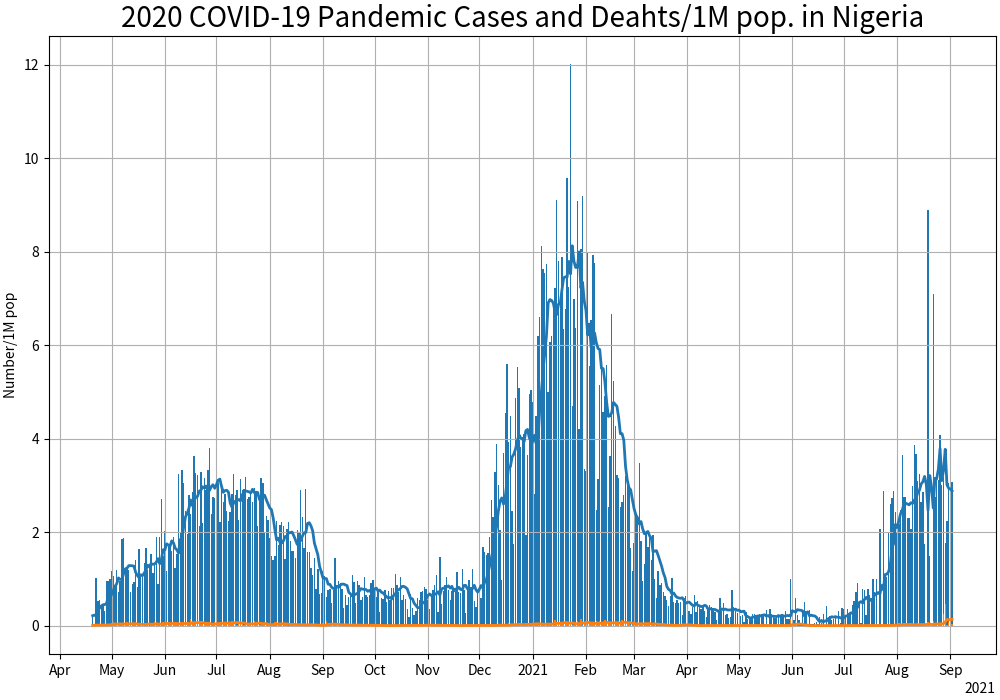 2020 COVID-19 Pandemic Cases and Deahts/1M pop. in Nigeria
Number/1M pop
12
10
8
6
4
2
0
Apr May Jun Jul Aug Sep Oct Nov Dec 2021 Feb Mar Apr May Jun Jul Aug Sep
2021